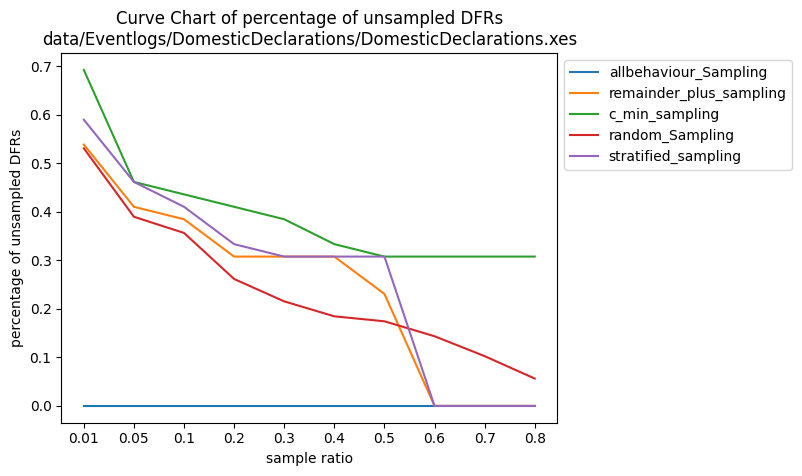 Curve Chart of percentage of unsampled DFRs
data/Eventlogs/DomesticDeclarations/DomesticDeclarations.xes
percentage of unsampled DFRs
0.7
0.6
0.5
0.4
0.3
0.2
0.1
0.0
0.01 0.05 0.1 0.2 0.3 0.4 0.5 0.6 0.7 0.8
sample ratio
allbehaviour_Sampling
remainder_plus_sampling
c_min_sampling
random_Sampling
stratified_sampling